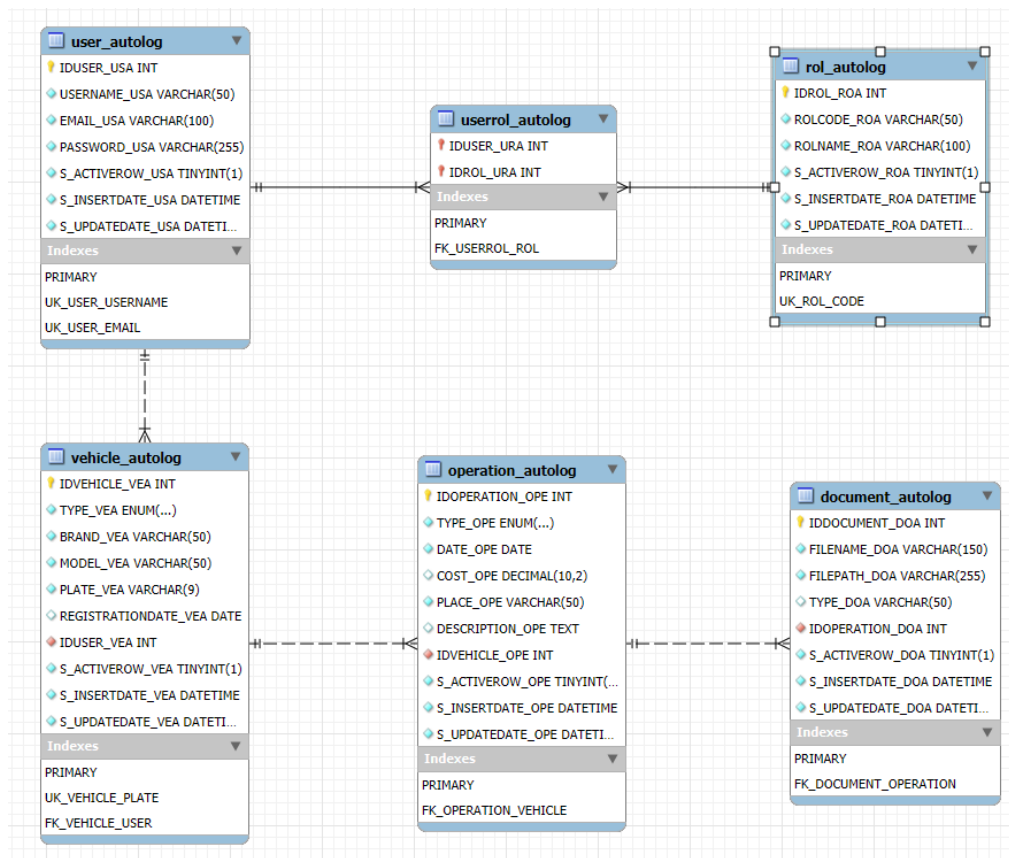 user_autolog
IDUSER_USA INT
USERNAME_USA VARCHAR(50)
EMAIL_USA VARCHAR(100)
PASSWORD_USA VARCHAR(255)
S_ACTIVEROW_USA TINYINT(1)
S_INSERTDATE_USA DATETIME
S_UPDATEDATE_USA DATETI...
Indexes
PRIMARY
UK_USER_USERNAME
UK_USER_EMAIL
userrol_autolog
IDUSER_URA INT
IDROL_URA INT
Indexes
PRIMARY
FK_USERROL_ROL
rol_autolog
IDROL_ROA INT
ROLCODE_ROA VARCHAR(50)
ROLNAME_ROA VARCHAR(100)
S_ACTIVEROW_ROA TINYINT(1)
S_INSERTDATE_ROA DATETIME
S_UPDATEDATE_ROA DATETI...
Indexes
PRIMARY
UK_ROL_CODE
vehicle_autolog
IDVEHICLE_VEA INT
TYPE_VEA ENUM(...)
BRAND_VEA VARCHAR(50)
MODEL_VEA VARCHAR(50)
PLATE_VEA VARCHAR(9)
REGISTRATIONDATE_VEA DATE
IDUSER_VEA INT
S_ACTIVEROW_VEA TINYINT(1)
S_INSERTDATE_VEA DATETIME
S_UPDATEDATE_VEA DATETI...
Indexes
PRIMARY
UK_VEHICLE_PLATE
FK_VEHICLE_USER
operation_autolog
IDOPERATION_OPE INT
TYPE_OPE ENUM(...)
DATE_OPE DATE
COST_OPE DECIMAL(10,2)
PLACE_OPE VARCHAR(50)
DESCRIPTION_OPE TEXT
IDVEHICLE_OPE INT
S_ACTIVEROW_OPE TINYINT(...
S_INSERTDATE_OPE DATETIME
S_UPDATEDATE_OPE DATETI...
Indexes
PRIMARY
FK_OPERATION_VEHICLE
document_autolog
IDDOCUMENT_DOA INT
FILENAME_DOA VARCHAR(150)
FILEPATH_DOA VARCHAR(255)
TYPE_DOA VARCHAR(50)
IDOPERATION_DOA INT
S_ACTIVEROW_DOA TINYINT(1)
S_INSERTDATE_DOA DATETIME
S_UPDATEDATE_DOA DATETI...
Indexes
PRIMARY
FK_DOCUMENT_OPERATION